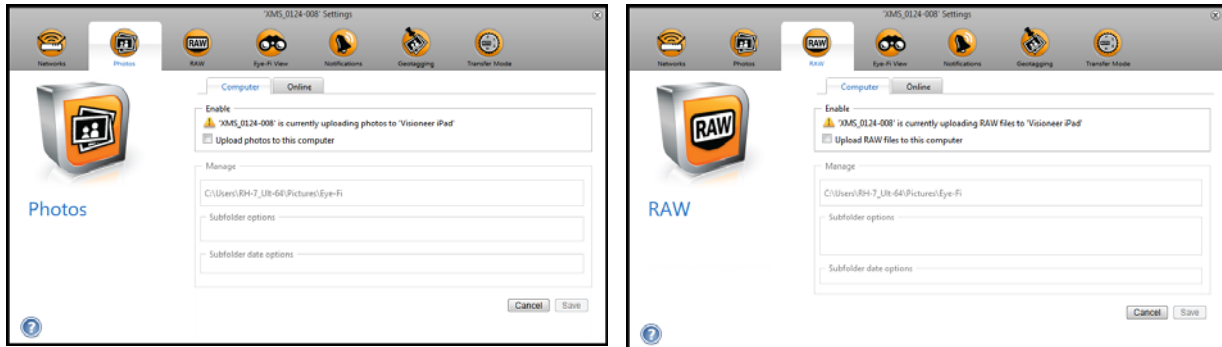 'XMS_0124-008' Settings
Networks Photos RAW Eye-Fi View Notifications Geotagging Transfer Mode
Computer Online
Enable
'XMS_0124-008' is currently uploading photos to 'Visioneer iPad'
Upload photos to this computer
Manage
C:\Users\RH-7_Ult-64\Pictures\Eye-Fi
Photos
Subfolder options
Subfolder date options
Cancel Save
?
'XMS_0124-008' Settings
RAW
Networks Photos RAW Eye-Fi View Notifications Geotagging Transfer Mode
Computer Online
Enable
'XMS_0124-008' is currently uploading RAW files to 'Visioneer iPad'
RAW
Upload RAW files to this computer
Manage
C:\Users\RH-7_Ult-64\Pictures\Eye-Fi
RAW
Subfolder options
Subfolder date options
Cancel Save
?